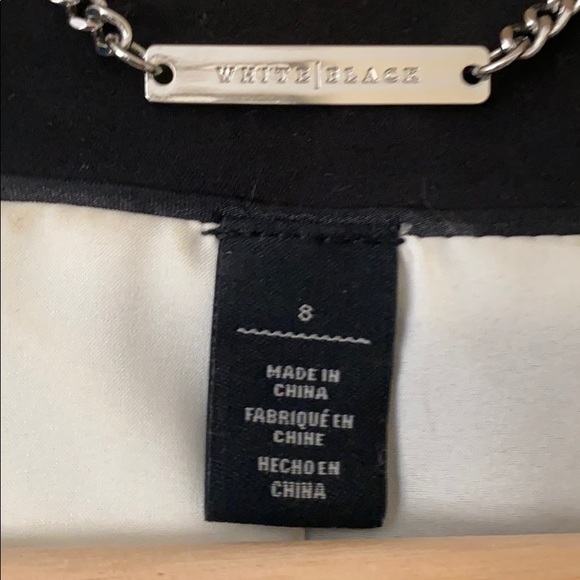 WHITE|BLACK
8
MADE IN
CHINA
FABRIQUÉ EN
CHINE
HECHO EN
CHINA